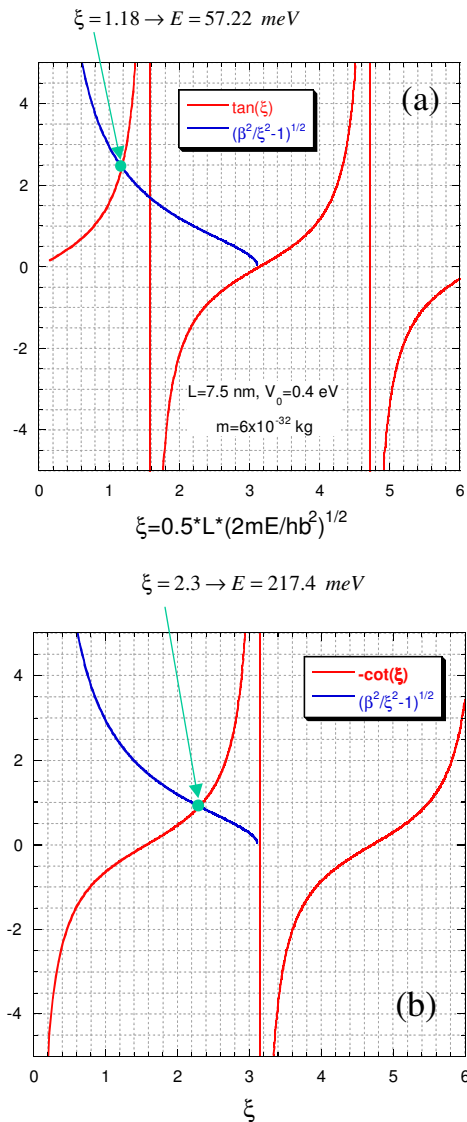 ξ = 1.18 → E = 57.22 meV
(a)
tan(ξ)
(β²/ξ²-1)^1/2
4
2
0
-2
-4
L=7.5 nm, V₀=0.4 eV
m=6x10⁻³² kg
0 1 2 3 4 5 6
ξ=0.5*L*(2mE/hb²)^1/2
ξ = 2.3 → E = 217.4 meV
-cot(ξ)
(β²/ξ²-1)^1/2
4
2
0
-2
-4
(b)
0 1 2 3 4 5 6
ξ